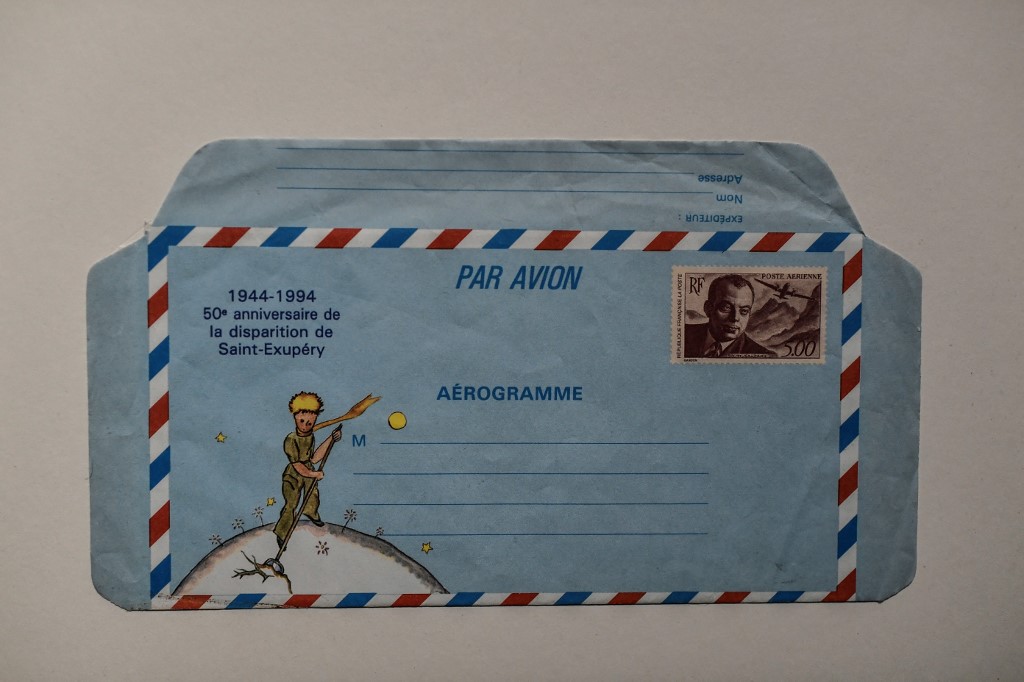 Adresse
Nom
EXPÉDITEUR :
PAR AVION
1944-1994
50e anniversaire de
la disparition de
Saint-Exupéry
RF
POSTE AERIENNE
RÉPUBLIQUE FRANÇAISE LA POSTE
5,00
AÉROGRAMME
M